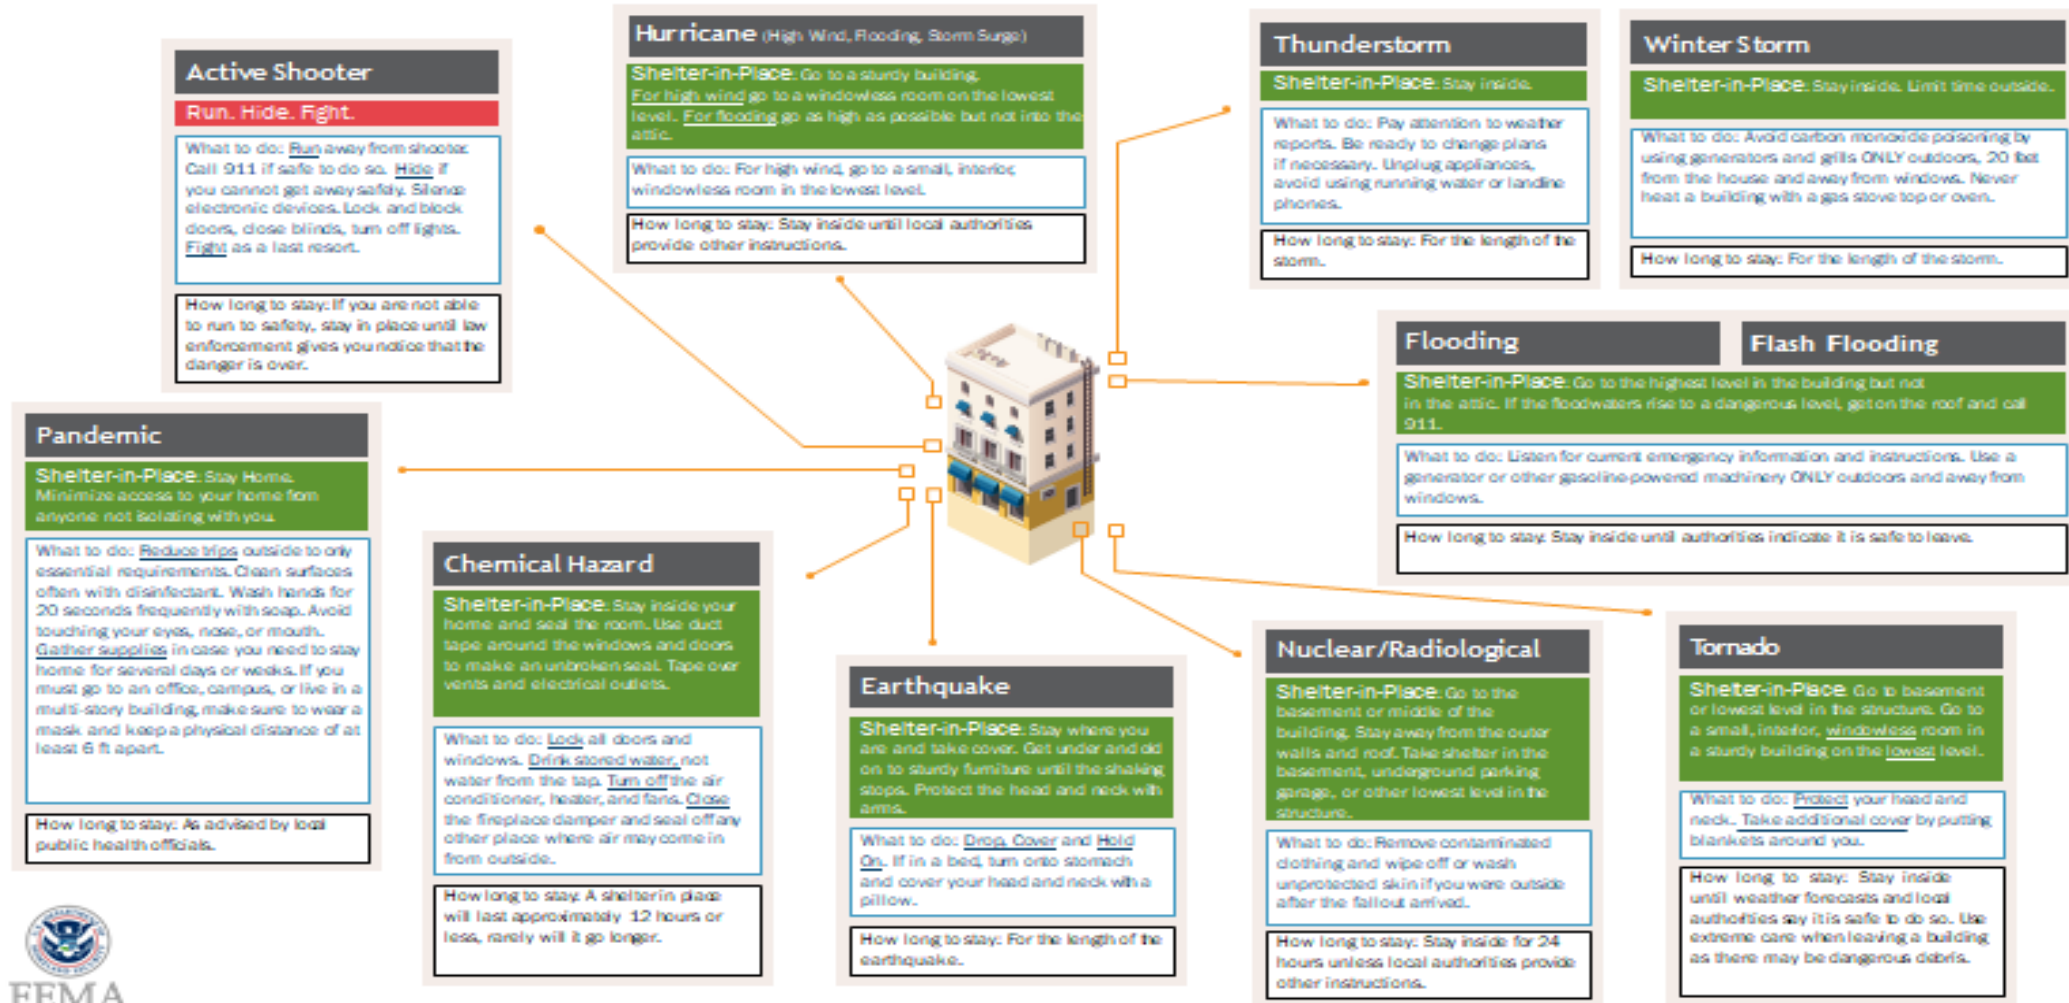 Active Shooter
Run. Hide. Fight.
What to do: Run away from shooter.
Call 911 if safe to do so. Hide if
you cannot get away safely. Silence
electronic devices. Lock and block
doors, close blinds, turn off lights.
Fight as a last resort.
How long to stay: If you are not able
to run to safety, stay in place until law
enforcement gives you notice that the
danger is over.
Hurricane (High Wind, Flooding, Storm Surge)
Shelter-in-Place: Go to a sturdy building.
For high wind go to a windowless room on the lowest
level. For flooding go as high as possible but not into the
attic.
What to do: For high wind, go to a small, interior,
windowless room in the lowest level.
How long to stay: Stay inside until local authorities
provide other instructions.
Thunderstorm
Shelter-in-Place: Stay inside.
What to do: Pay attention to weather
reports. Be ready to change plans
if necessary. Unplug appliances,
avoid using running water or landline
phones.
How long to stay: For the length of the
storm.
Winter Storm
Shelter-in-Place: Stay inside. Limit time outside.
What to do: Avoid carbon monoxide poisoning by
using generators and grills ONLY outdoors, 20 feet
from the house and away from windows. Never
heat a building with a gas stove top or oven.
How long to stay: For the length of the storm.
Flooding
Flash Flooding
Shelter-in-Place: Go to the highest level in the building but not
in the attic. If the floodwaters rise to a dangerous level, get on the roof and call
911.
What to do: Listen for current emergency information and instructions. Use a
generator or other gasoline-powered machinery ONLY outdoors and away from
windows.
How long to stay: Stay inside until authorities indicate it is safe to leave.
Pandemic
Shelter-in-Place: Stay Home.
Minimize access to your home from
anyone not isolating with you.
What to do: Reduce trips outside to only
essential requirements. Clean surfaces
often with disinfectant. Wash hands for
20 seconds frequently with soap. Avoid
touching your eyes, nose, or mouth.
Gather supplies in case you need to stay
home for several days or weeks. If you
must go to an office, campus, or live in a
multi-story building, make sure to wear a
mask and keep a physical distance of at
least 6 ft apart.
How long to stay: As advised by local
public health officials.
Chemical Hazard
Shelter-in-Place: Stay inside your
home and seal the room. Use duct
tape around the windows and doors
to make an unbroken seal. Tape over
vents and electrical outlets.
What to do: Lock all doors and
windows. Drink stored water, not
water from the tap. Turn off the air
conditioner, heater, and fans. Close
the fireplace damper and seal off any
other place where air may come in
from outside.
How long to stay: A shelter in place
will last approximately 12 hours or
less, rarely will it go longer.
Earthquake
Shelter-in-Place: Stay where you
are and take cover. Get under and old
on to sturdy furniture until the shaking
stops. Protect the head and neck with
arms.
What to do: Drop, Cover and Hold
On. If in a bed, turn onto stomach
and cover your head and neck with a
pillow.
How long to stay: For the length of the
earthquake.
Nuclear/Radiological
Shelter-in-Place: Go to the
basement or middle of the
building. Stay away from the outer
walls and roof. Take shelter in the
basement, underground parking
garage, or other lowest level in the
structure.
What to do: Remove contaminated
clothing and wipe off or wash
unprotected skin if you were outside
after the fallout arrived.
How long to stay: Stay inside for 24
hours unless local authorities provide
other instructions.
Tornado
Shelter-in-Place: Go to basement
or lowest level in the structure. Go to
a small, interior, windowless room in
a sturdy building on the lowest level.
What to do: Protect your head and
neck. Take additional cover by putting
blankets around you.
How long to stay: Stay inside
until weather forecasts and local
authorities say it is safe to do so. Use
extreme care when leaving a building
as there may be dangerous debris.
FEMA